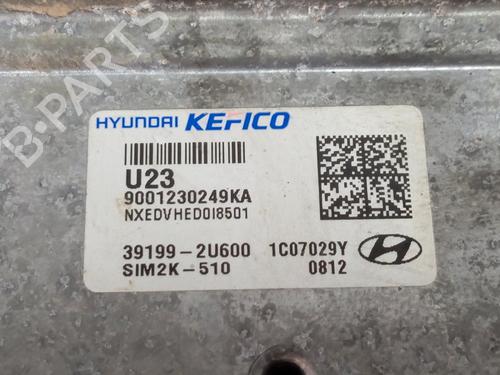 B-PARTS
HYUNDAI KEFICO
U23
9001230249KA
NXEDVHED0I8501
39199-2U600 1C07029Y
SIM2K-510 0812